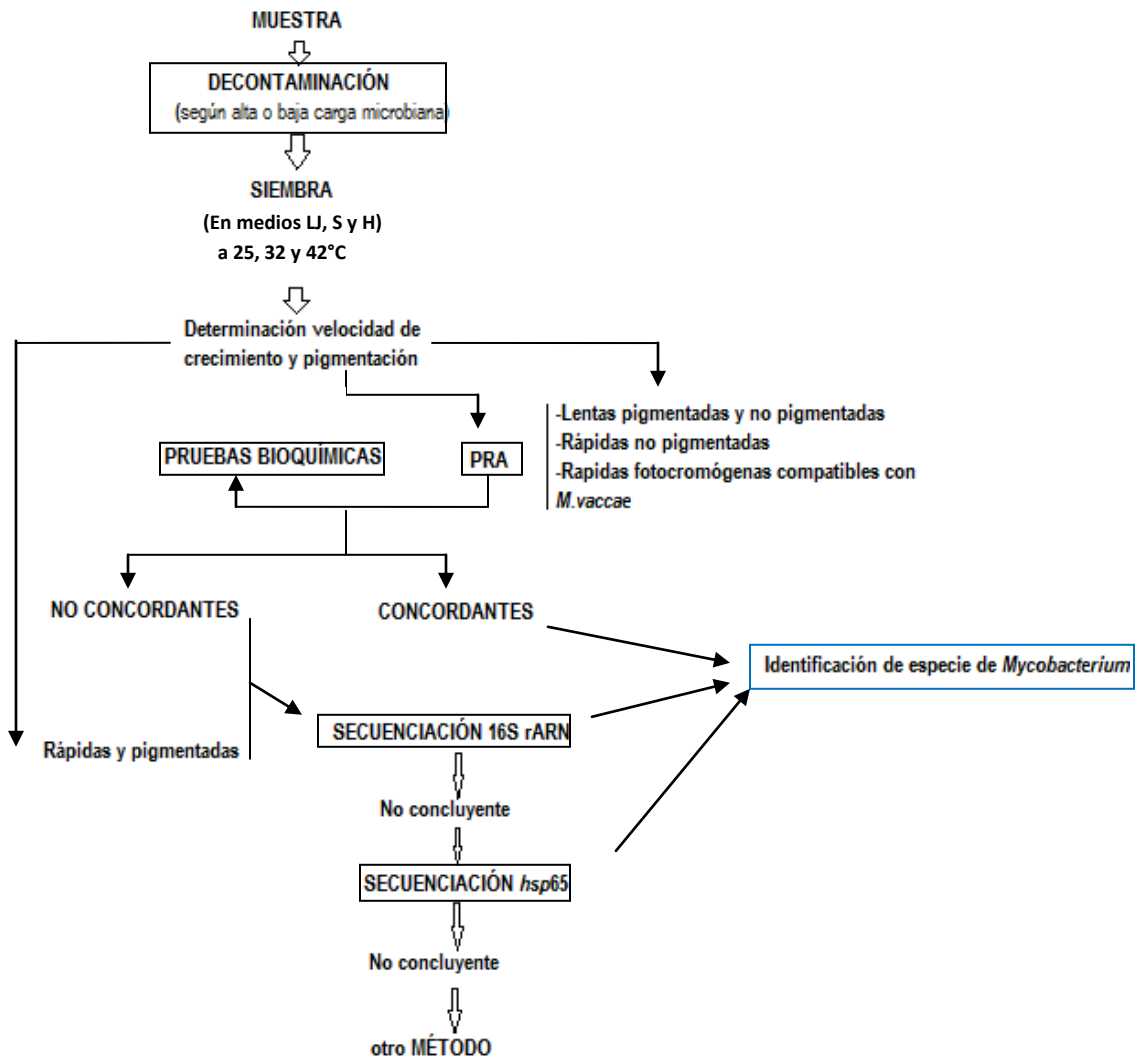 MUESTRA
DECONTAMINACIÓN
(según alta o baja carga microbiana)
SIEMBRA
(En medios LJ, S y H)
a 25, 32 y 42°C
Determinación velocidad de
crecimiento y pigmentación
-Lentas pigmentadas y no pigmentadas
-Rápidas no pigmentadas
-Rapidas fotocromógenas compatibles con
M.vaccae
PRUEBAS BIOQUÍMICAS
PRA
NO CONCORDANTES
CONCORDANTES
Identificación de especie de Mycobacterium
Rápidas y pigmentadas
SECUENCIACIÓN 16S rARN
No concluyente
SECUENCIACIÓN hsp65
No concluyente
otro MÉTODO